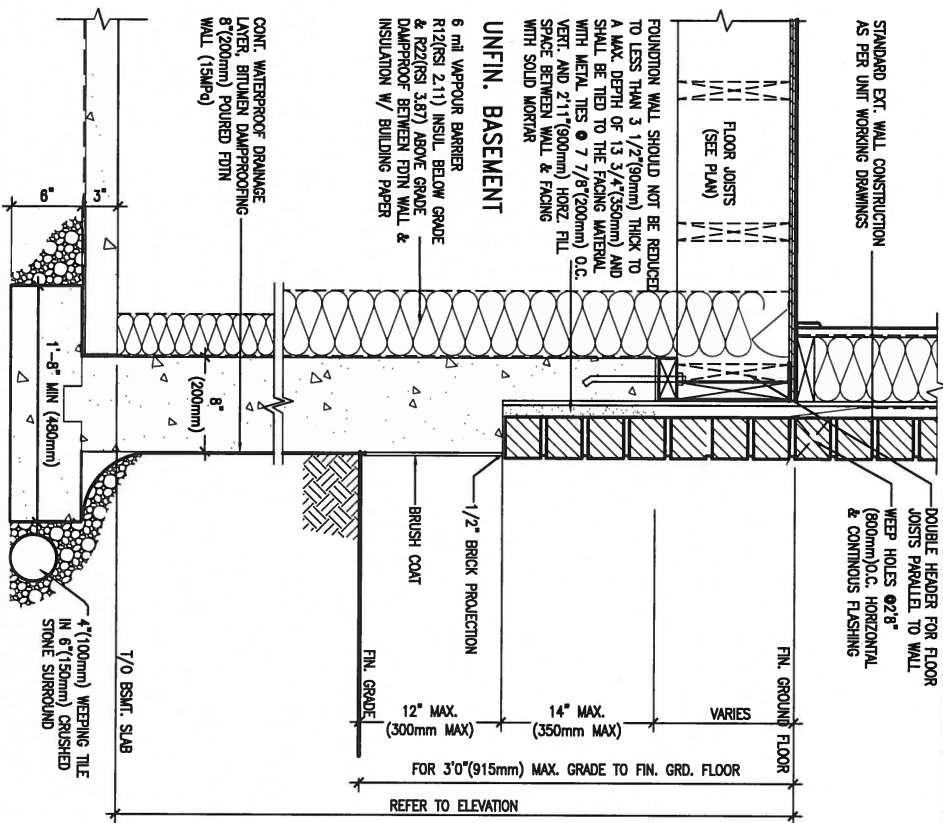 STANDARD EXT. WALL CONSTRUCTION
AS PER UNIT WORKING DRAWINGS
FLOOR JOISTS
(SEE PLAN)
FOUNDTION WALL SHOULD NOT BE REDUCED
TO LESS THAN 3 1/2"(90mm) THICK TO
A MAX. DEPTH OF 13 3/4"(350mm) AND
SHALL BE TIED TO THE FACING MATERIAL
WITH METAL TIES @ 7 7/8"(200mm) O.C.
VERT. AND 2'11"(900mm) HORZ. FILL
SPACE BETWEEN WALL & FACING
WITH SOLID MORTAR
UNFIN. BASEMENT
6 mil VAPOUR BARRIER
R12(RSI 2.11) INSUL BELOW GRADE
& R22(RSI 3.87) ABOVE GRADE
DAMPPROOF BETWEEN FDTN WALL &
INSULATION W/ BUILDING PAPER
CONT. WATERPROOF DRAINAGE
LAYER, BITUMEN DAMPPROOFING
8"(200mm) POURED FDTN
WALL (15MPa)
3"
6"
8"
(200mm)
1'-8" MIN (480mm)
DOUBLE HEADER FOR FLOOR
JOISTS PARALLEL TO WALL
WEEP HOLES @2'8"
(800mm)O.C. HORIZONTAL
& CONTINOUS FLASHING
1/2" BRICK PROJECTION
BRUSH COAT
FIN. GROUND FLOOR
VARIES
14" MAX.
(350mm MAX)
12" MAX.
(300mm MAX)
FIN. GRADE
FOR 3'0"(915mm) MAX. GRADE TO FIN. GRD. FLOOR
REFER TO ELEVATION
T/O BSMT. SLAB
4"(100mm) WEEPING TILE
IN 6"(150mm) CRUSHED
STONE SURROUND